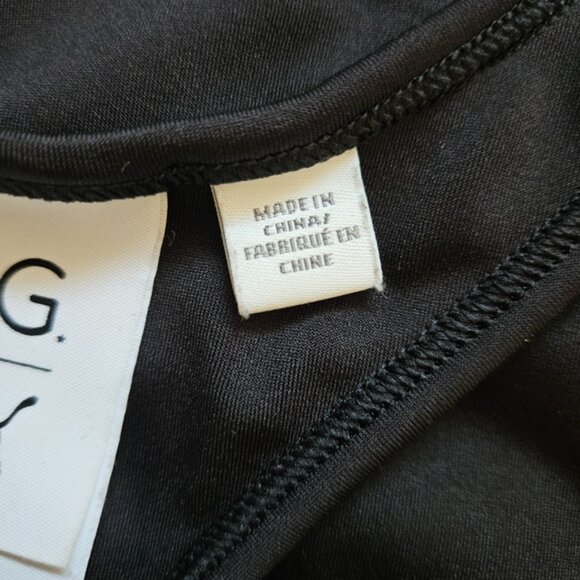 MADE IN
CHINA/
FABRIQUÉ EN
CHINE
G.